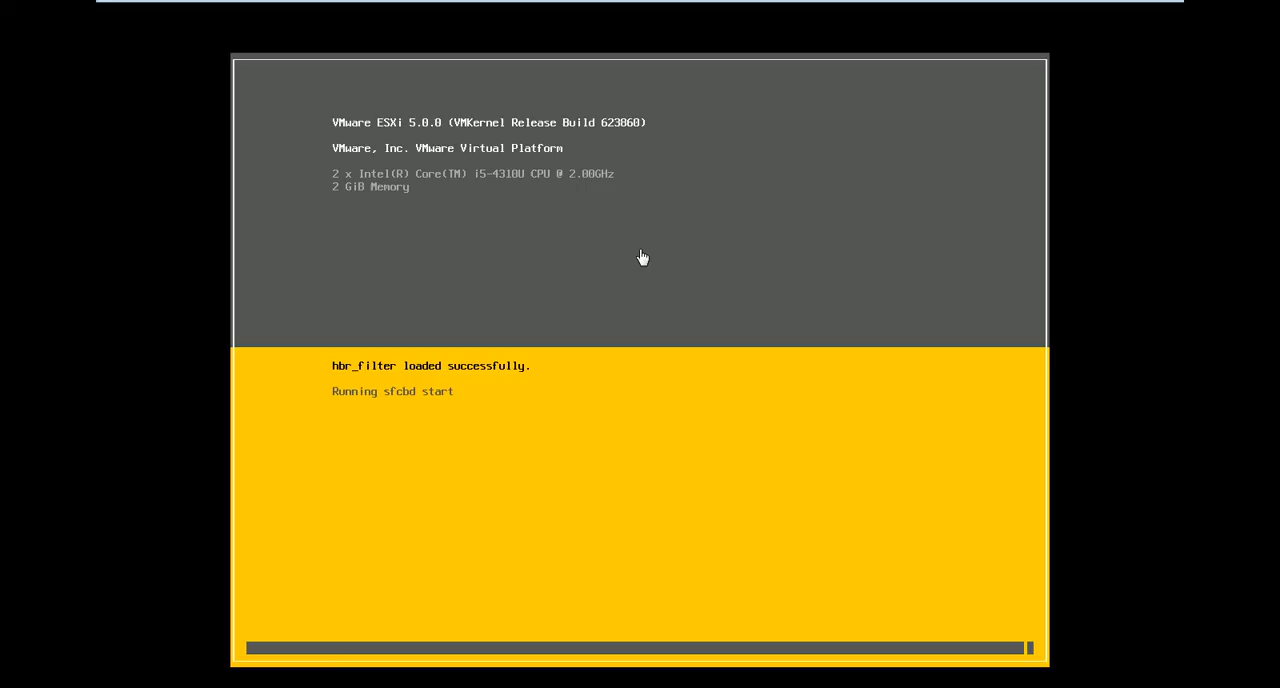 VMware ESXi 5.0.0 (VMKernel Release Build 623860)
VMware, Inc. VMware Virtual Platform
2 x Intel(R) Core(TM) i5-4310U CPU @ 2.00GHz
2 GiB Memory
hbr_filter loaded successfully.
Running sfcbd start